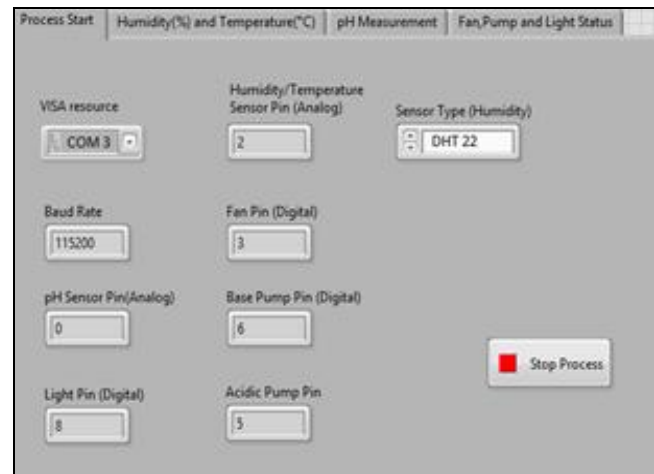 Process Start
Humidity(%) and Temperature(°C)
pH Measurement
Fan,Pump and Light Status
VISA resource
COM 3
Humidity/Temperature
Sensor Pin (Analog)
2
Sensor Type (Humidity)
DHT 22
Baud Rate
115200
Fan Pin (Digital)
3
pH Sensor Pin(Analog)
0
Base Pump Pin (Digital)
6
Stop Process
Light Pin (Digital)
8
Acidic Pump Pin
5